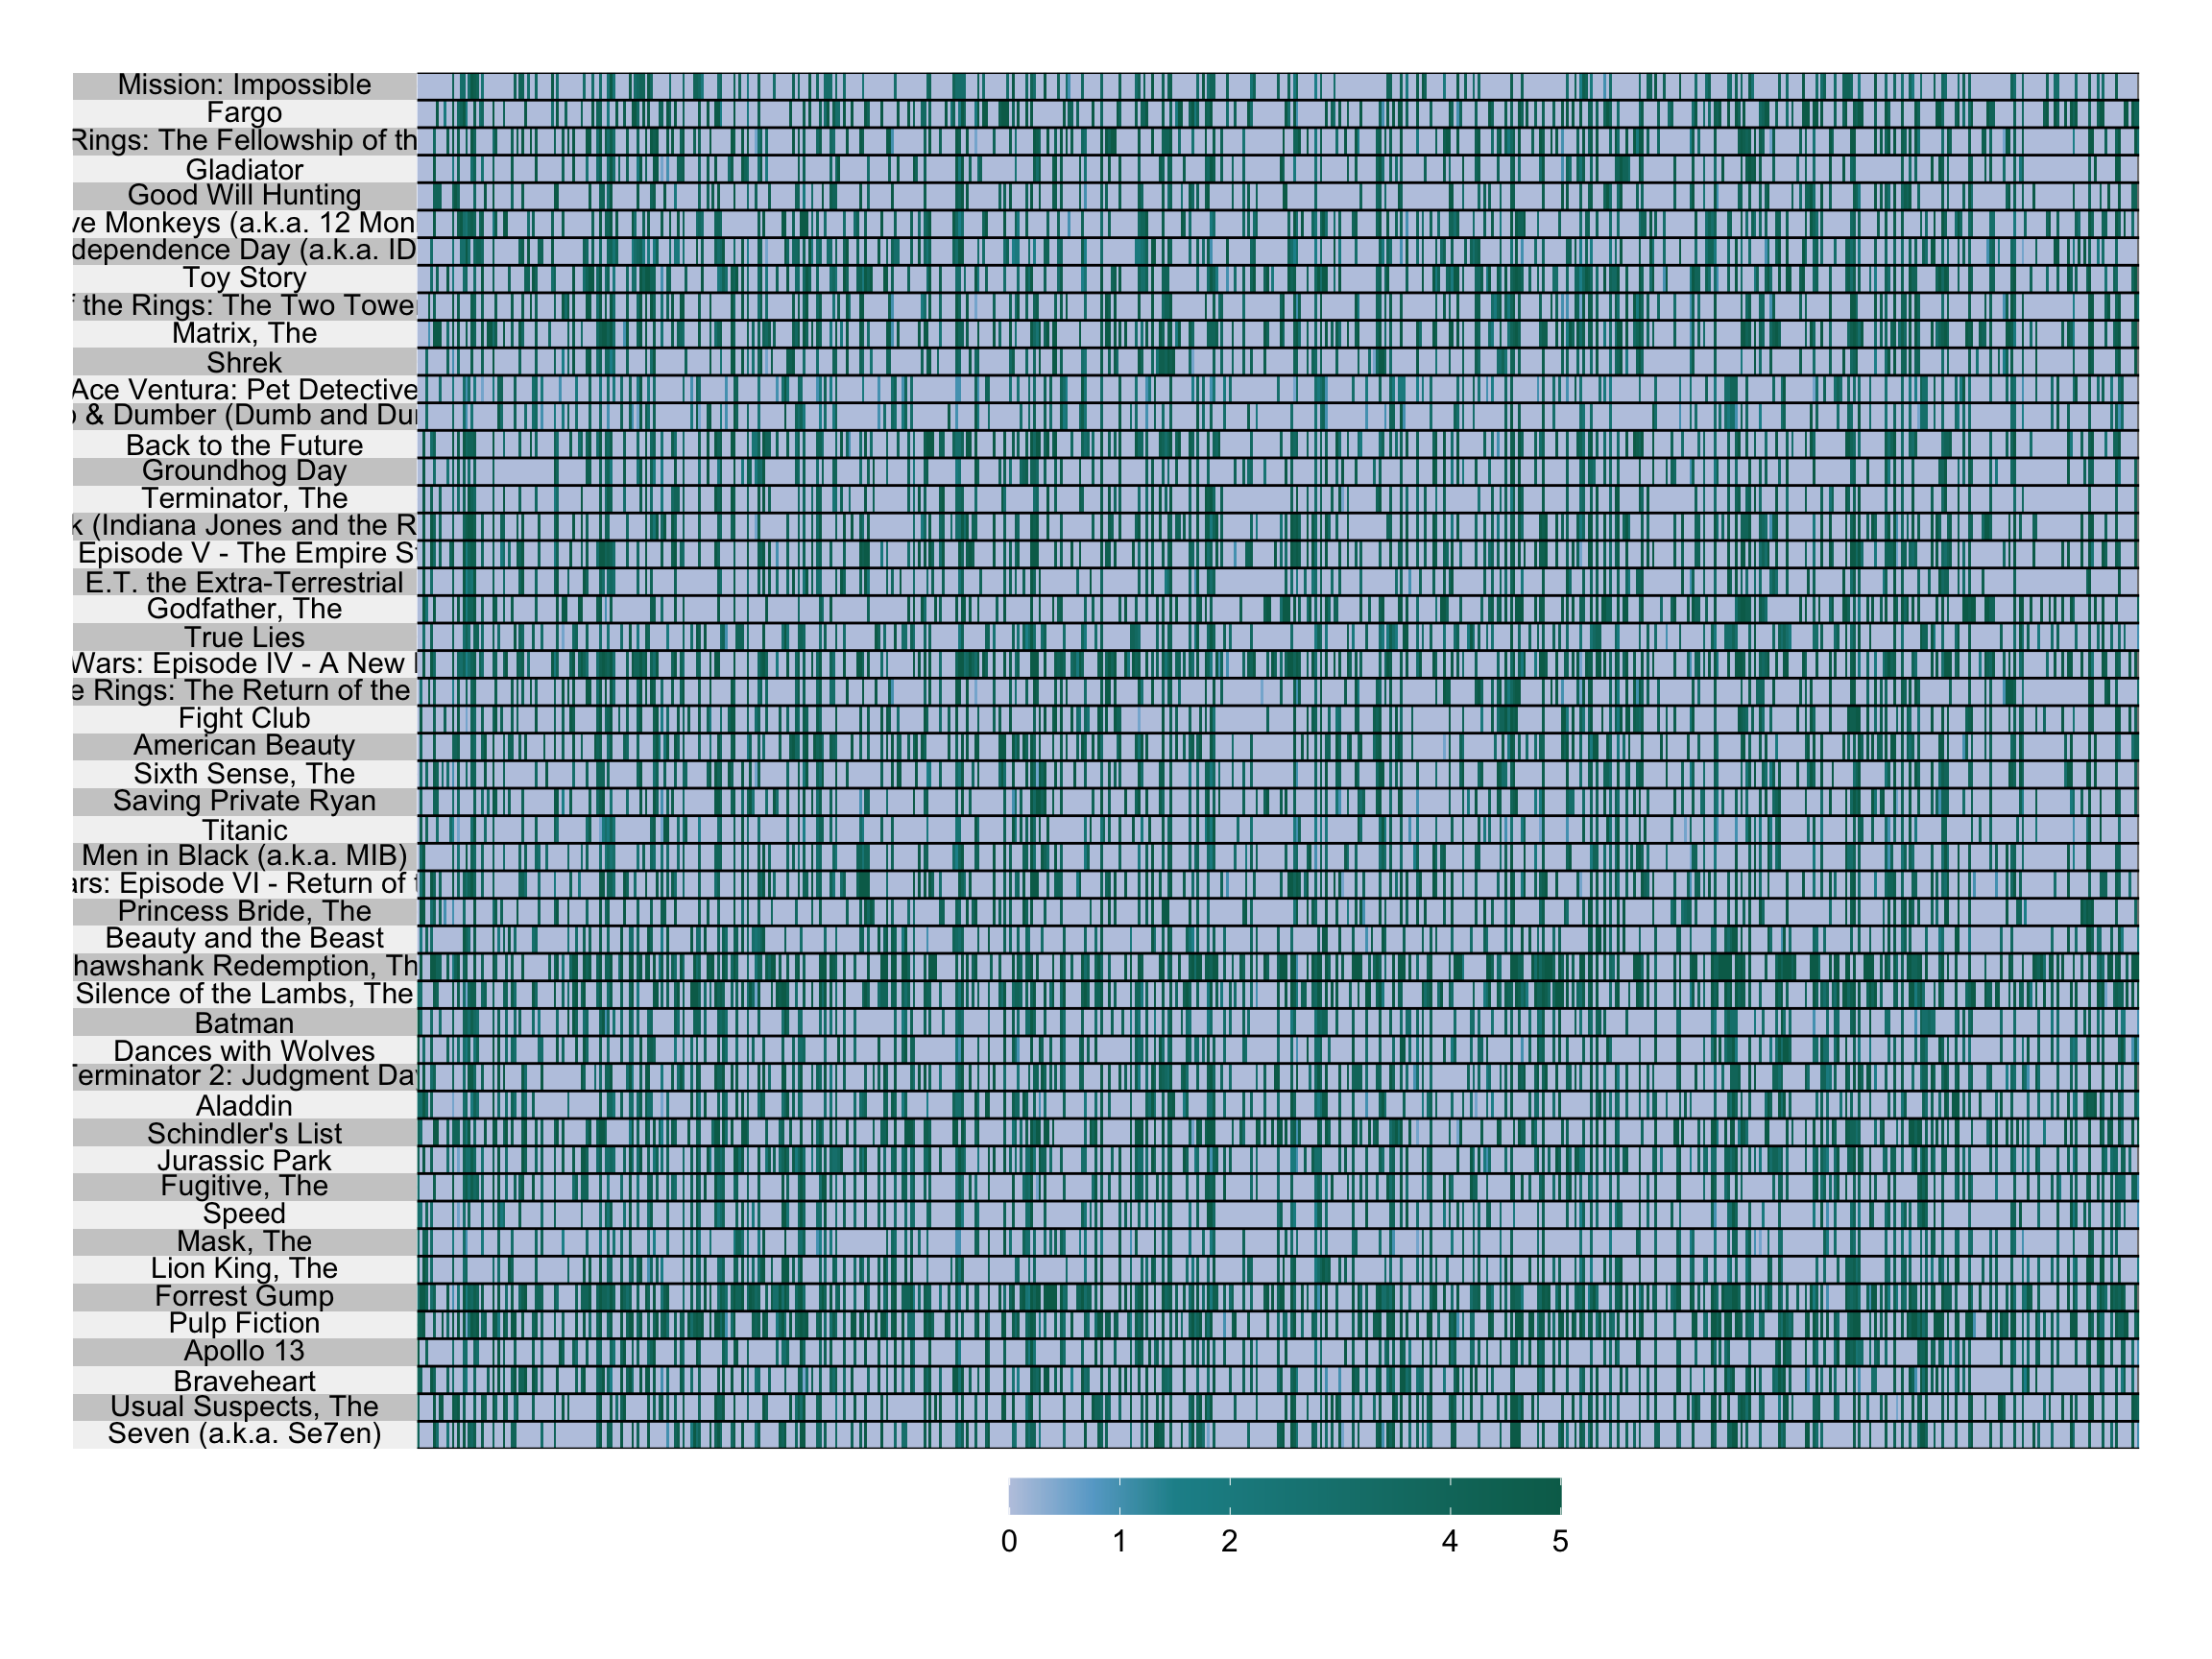 Mission: Impossible
Fargo
Rings: The Fellowship of th
Gladiator
Good Will Hunting
ve Monkeys (a.k.a. 12 Mon
dependence Day (a.k.a. ID
Toy Story
f the Rings: The Two Tower
Matrix, The
Shrek
Ace Ventura: Pet Detective
b & Dumber (Dumb and Du
Back to the Future
Groundhog Day
Terminator, The
k (Indiana Jones and the R
Episode V - The Empire St
E.T. the Extra-Terrestrial
Godfather, The
True Lies
Wars: Episode IV - A New
e Rings: The Return of the
Fight Club
American Beauty
Sixth Sense, The
Saving Private Ryan
Titanic
Men in Black (a.k.a. MIB)
ars: Episode VI - Return of t
Princess Bride, The
Beauty and the Beast
hawshank Redemption, Th
Silence of the Lambs, The
Batman
Dances with Wolves
Terminator 2: Judgment Day
Aladdin
Schindler's List
Jurassic Park
Fugitive, The
Speed
Mask, The
Lion King, The
Forrest Gump
Pulp Fiction
Apollo 13
Braveheart
Usual Suspects, The
Seven (a.k.a. Se7en)
0 1 2 4 5